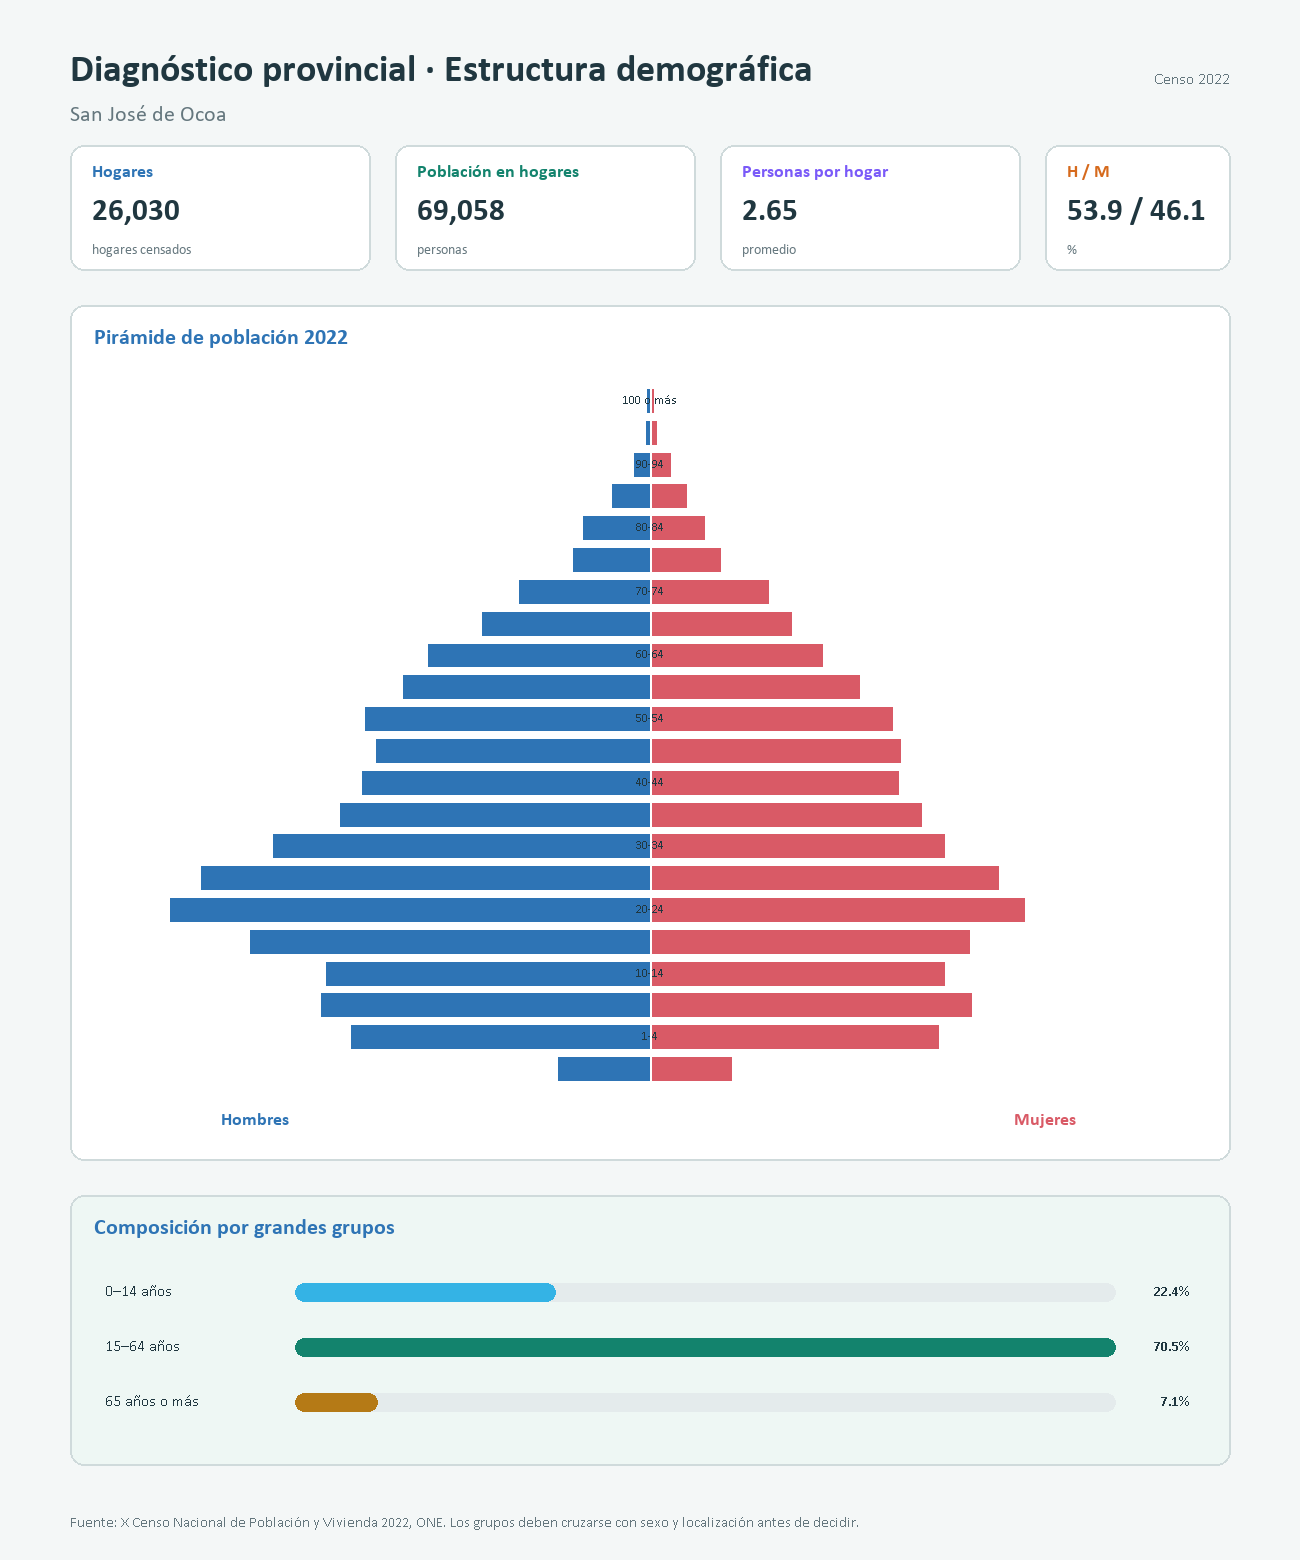 Diagnóstico provincial · Estructura demográfica
Censo 2022
San José de Ocoa
Hogares
26,030
hogares censados
Población en hogares
69,058
personas
Personas por hogar
2.65
promedio
H / M
53.9 / 46.1
%
Pirámide de población 2022
100 o más
90-94
80-84
70-74
60-64
50-54
40-44
30-34
20-24
10-14
1-4
Hombres
Mujeres
Composición por grandes grupos
0–14 años 22.4%
15–64 años 70.5%
65 años o más 7.1%
Fuente: X Censo Nacional de Población y Vivienda 2022, ONE. Los grupos deben cruzarse con sexo y localización antes de decidir.